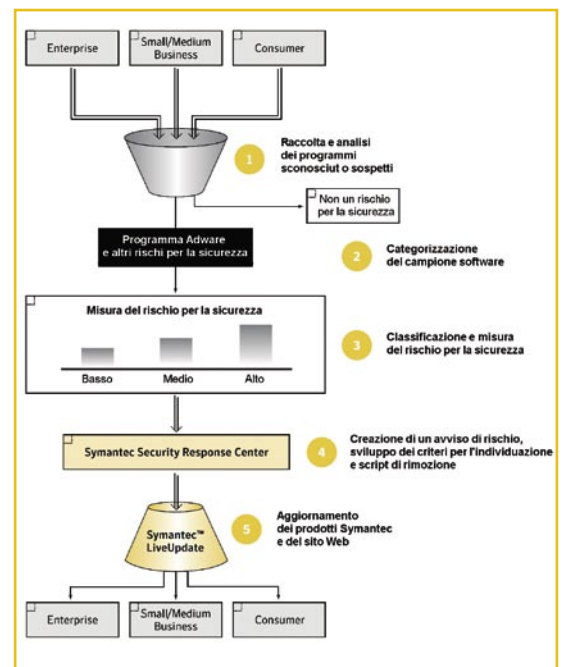 Enterprise
Small/Medium
Business
Consumer
1
Raccolta e analisi
dei programmi
sconosciut o sospetti
Non un rischio
per la sicurezza
Programma Adware
e altri rischi per la sicurezza
2
Categorizzazione
del campione software
Misura del rischio per la sicurezza
Basso
Medio
Alto
3
Classificazione e misura
del rischio per la sicurezza
Symantec Security Response Center
4
Creazione di un avviso di rischio,
sviluppo dei criteri per l'individuazione
e script di rimozione
Symantec™
LiveUpdate
5
Aggiornamento
dei prodotti Symantec
e del sito Web
Enterprise
Small/Medium
Business
Consumer